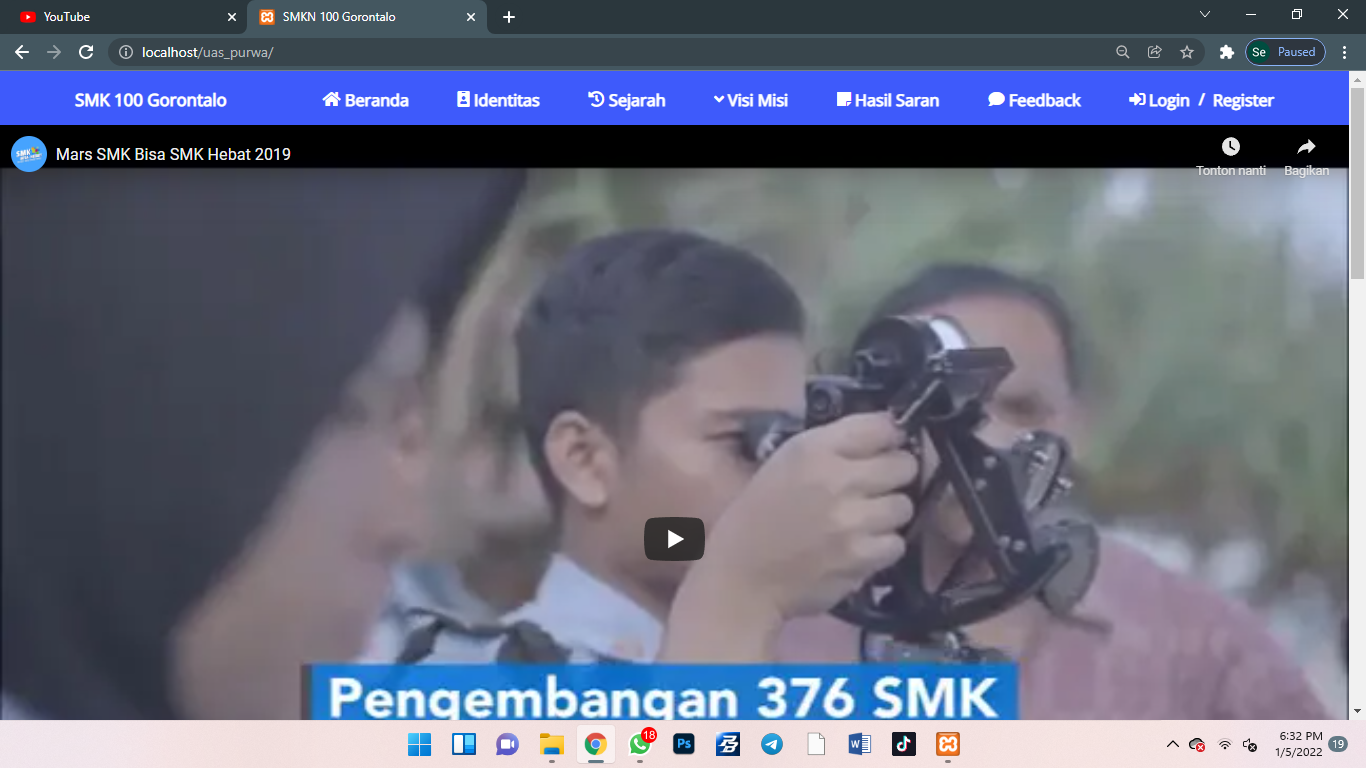 YouTube
SMKN 100 Gorontalo
localhost/uas_purwa/
Se Paused
SMK 100 Gorontalo
Beranda
Identitas
Sejarah
Visi Misi
Hasil Saran
Feedback
Login / Register
Mars SMK Bisa SMK Hebat 2019
Tonton nanti
Bagikan
Pengembangan 376 SMK
18
Ps
6:32 PM
1/5/2022
19